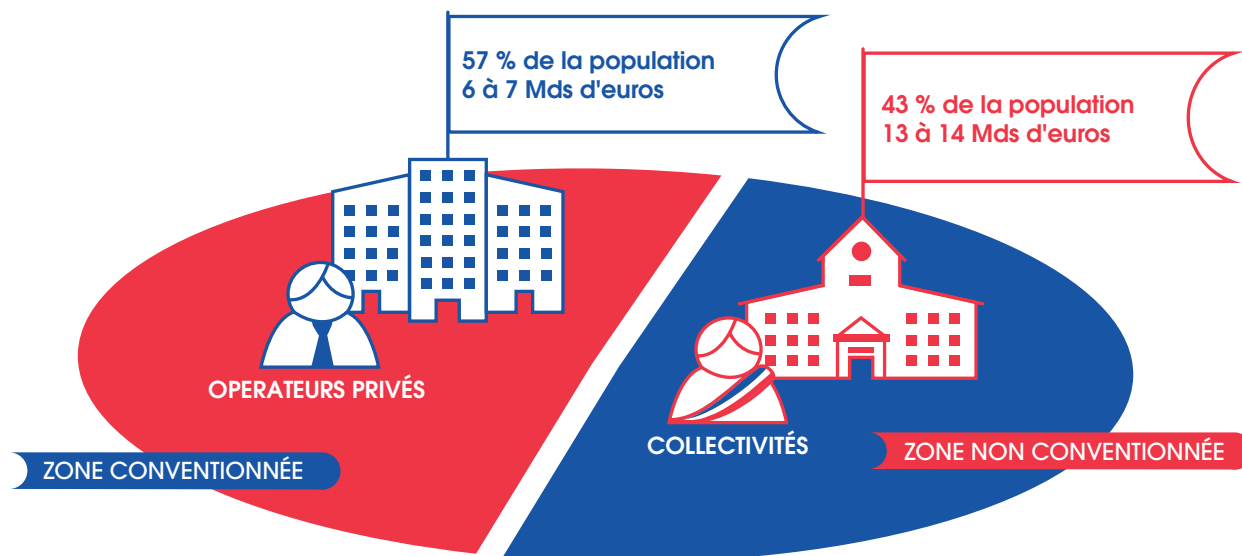 57 % de la population
6 à 7 Mds d'euros
43 % de la population
13 à 14 Mds d'euros
OPERATEURS PRIVÉS
COLLECTIVITÉS
ZONE CONVENTIONNÉE
ZONE NON CONVENTIONNÉE